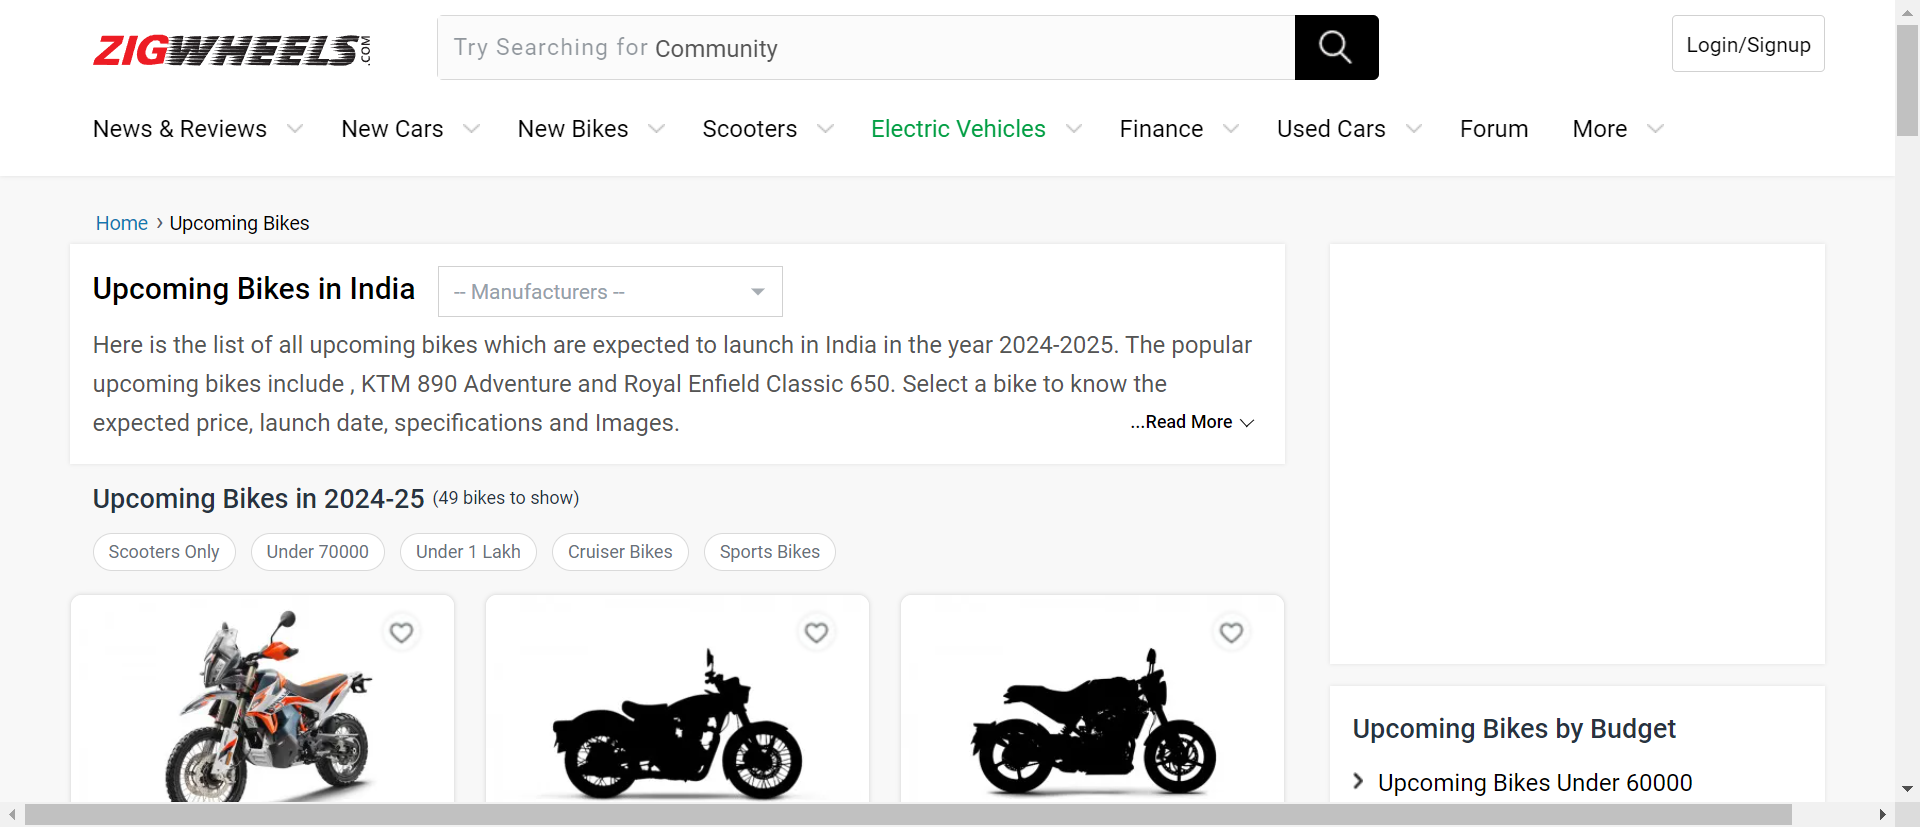 ZIGWHEELS.COM
Try Searching for Community
Login/Signup
News & Reviews New Cars New Bikes Scooters Electric Vehicles Finance Used Cars Forum More
Home › Upcoming Bikes
Upcoming Bikes in India
-- Manufacturers --
Here is the list of all upcoming bikes which are expected to launch in India in the year 2024-2025. The popular
upcoming bikes include , KTM 890 Adventure and Royal Enfield Classic 650. Select a bike to know the
expected price, launch date, specifications and Images.
...Read More
Upcoming Bikes in 2024-25 (49 bikes to show)
Scooters Only Under 70000 Under 1 Lakh Cruiser Bikes Sports Bikes
Upcoming Bikes by Budget
Upcoming Bikes Under 60000